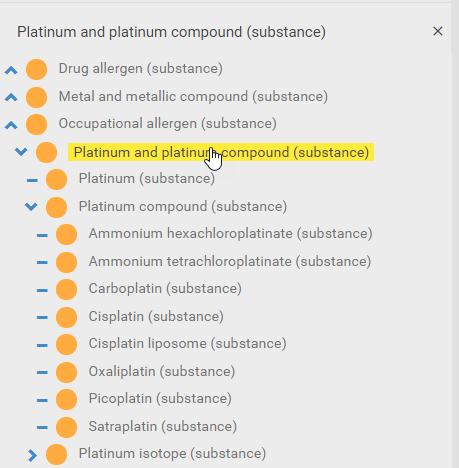 Platinum and platinum compound (substance)
Drug allergen (substance)
Metal and metallic compound (substance)
Occupational allergen (substance)
Platinum and platinum compound (substance)
Platinum (substance)
Platinum compound (substance)
Ammonium hexachloroplatinate (substance)
Ammonium tetrachloroplatinate (substance)
Carboplatin (substance)
Cisplatin (substance)
Cisplatin liposome (substance)
Oxaliplatin (substance)
Picoplatin (substance)
Satraplatin (substance)
Platinum isotope (substance)